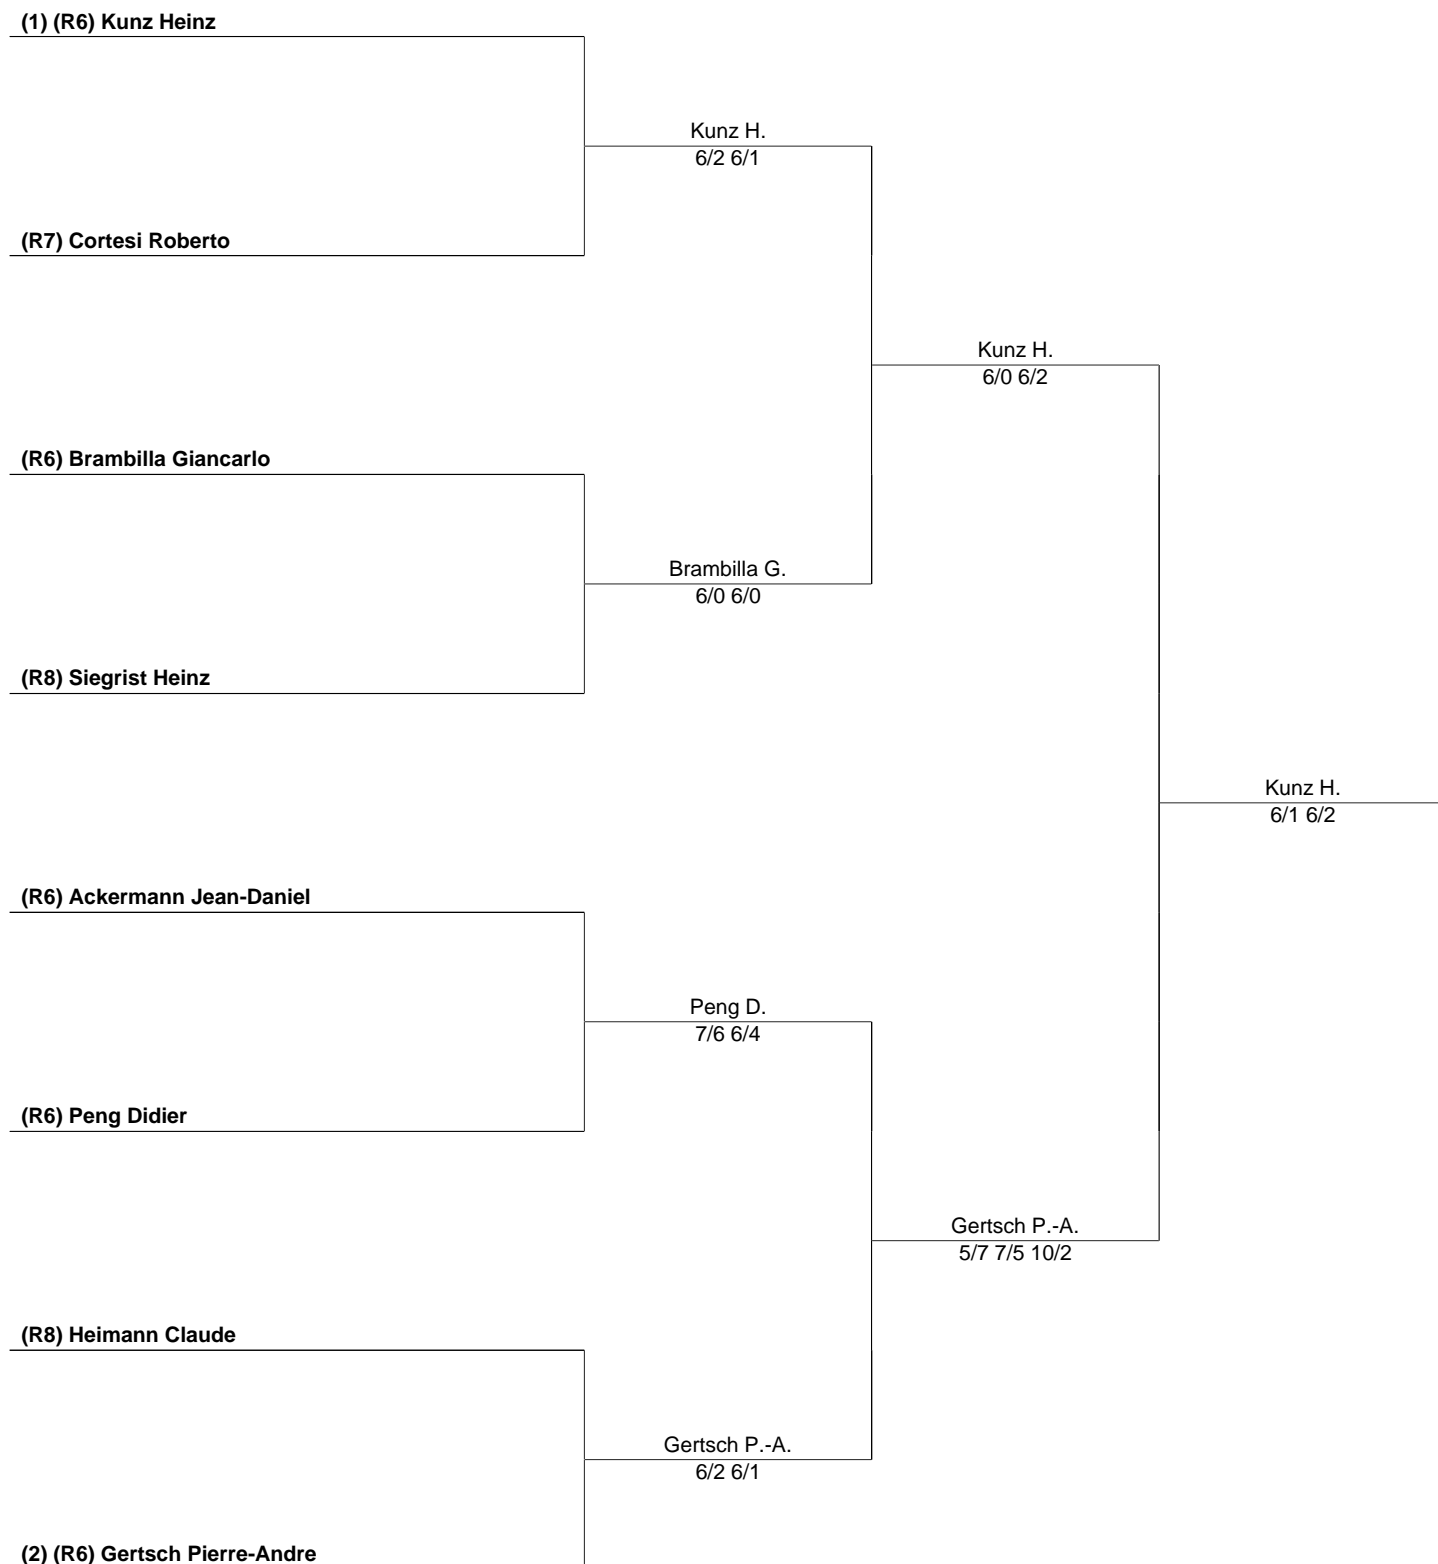 (1) (R6) Kunz Heinz
Kunz H.
6/2 6/1
(R7) Cortesi Roberto
Kunz H.
6/0 6/2
(R6) Brambilla Giancarlo
Brambilla G.
6/0 6/0
(R8) Siegrist Heinz
Kunz H.
6/1 6/2
(R6) Ackermann Jean-Daniel
Peng D.
7/6 6/4
(R6) Peng Didier
Gertsch P.-A.
5/7 7/5 10/2
(R8) Heimann Claude
Gertsch P.-A.
6/2 6/1
(2) (R6) Gertsch Pierre-Andre